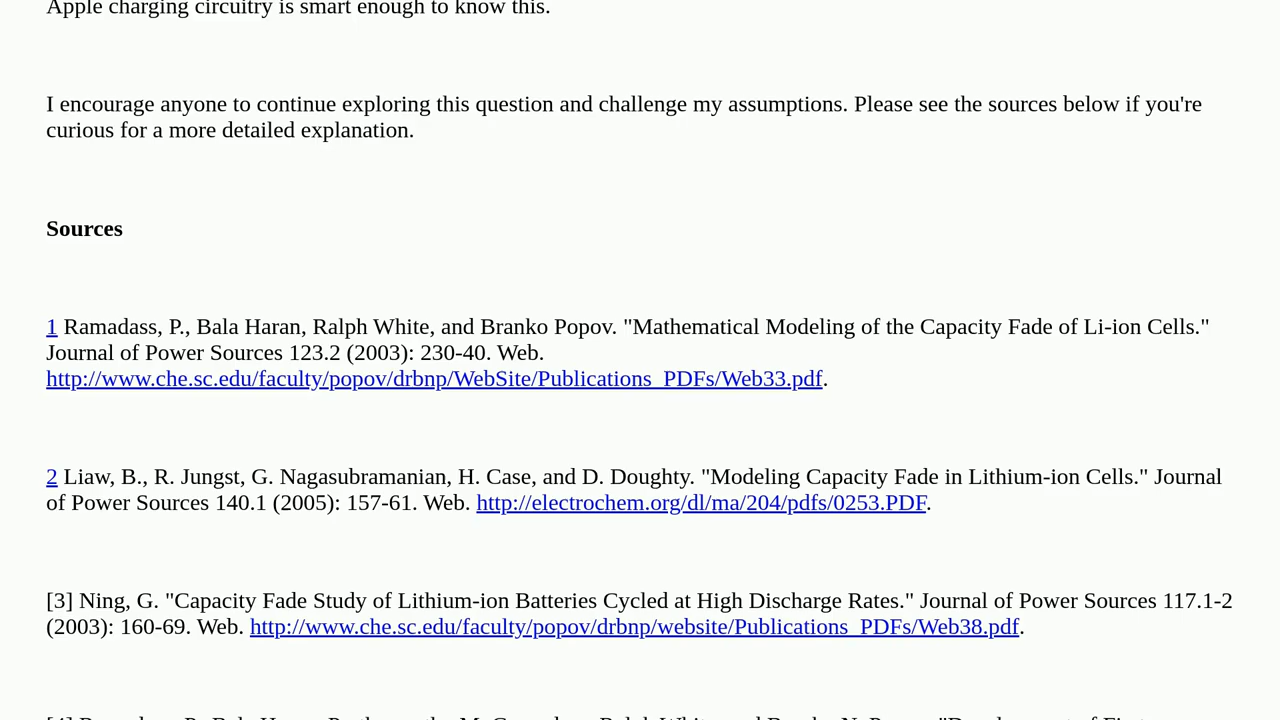 Apple charging circuitry is smart enough to know this.
I encourage anyone to continue exploring this question and challenge my assumptions. Please see the sources below if you're
curious for a more detailed explanation.
Sources
1 Ramadass, P., Bala Haran, Ralph White, and Branko Popov. "Mathematical Modeling of the Capacity Fade of Li-ion Cells."
Journal of Power Sources 123.2 (2003): 230-40. Web.
http://www.che.sc.edu/faculty/popov/drbnp/WebSite/Publications_PDFs/Web33.pdf.
2 Liaw, B., R. Jungst, G. Nagasubramanian, H. Case, and D. Doughty. "Modeling Capacity Fade in Lithium-ion Cells." Journal
of Power Sources 140.1 (2005): 157-61. Web. http://electrochem.org/dl/ma/204/pdfs/0253.PDF.
[3] Ning, G. "Capacity Fade Study of Lithium-ion Batteries Cycled at High Discharge Rates." Journal of Power Sources 117.1-2
(2003): 160-69. Web. http://www.che.sc.edu/faculty/popov/drbnp/website/Publications_PDFs/Web38.pdf.